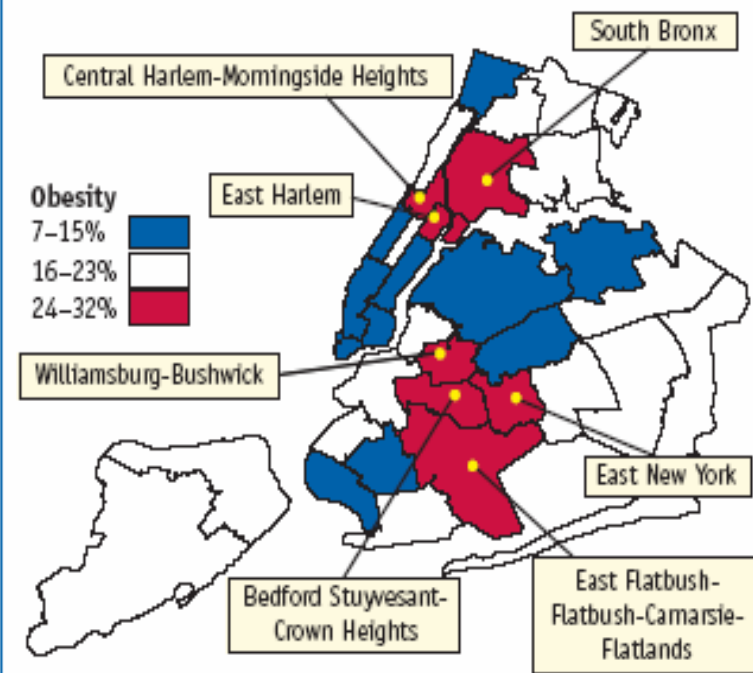 South Bronx
Central Harlem-Morningside Heights
East Harlem
Obesity
7–15%
16–23%
24–32%
Williamsburg-Bushwick
East New York
Bedford Stuyvesant-
Crown Heights
East Flatbush-
Flatbush-Camarsie-
Flatlands